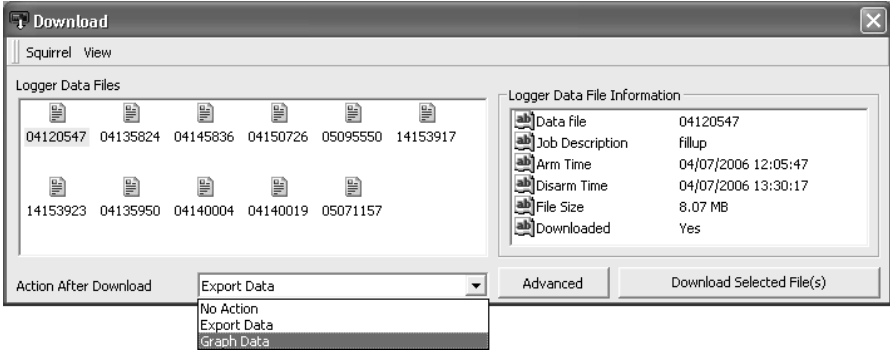 Download
Squirrel View
Logger Data Files
04120547 04135824 04145836 04150726 05095550 14153917
14153923 04135950 04140004 04140019 05071157
Logger Data File Information
Data file 04120547
Job Description fillup
Arm Time 04/07/2006 12:05:47
Disarm Time 04/07/2006 13:30:17
File Size 8.07 MB
Downloaded Yes
Action After Download Export Data Advanced Download Selected File(s)
No Action
Export Data
Graph Data